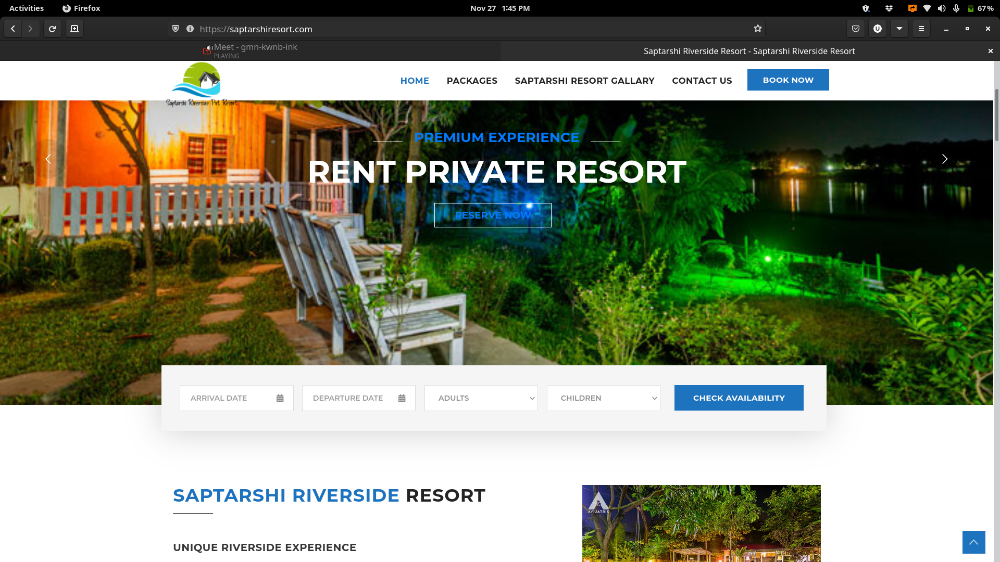 Activities
Firefox
Nov 27 1:45 PM
67%
https://saptarshiresort.com
Meet - gmn-kwnb-ink
PLAYING
Saptarshi Riverside Resort - Saptarshi Riverside Resort
Saptarshi Riverside Pvt Resort
HOME
PACKAGES
SAPTARSHI RESORT GALLARY
CONTACT US
BOOK NOW
PREMIUM EXPERIENCE
RENT PRIVATE RESORT
RESERVE NOW
ARRIVAL DATE
DEPARTURE DATE
ADULTS
CHILDREN
CHECK AVAILABILITY
SAPTARSHI RIVERSIDE RESORT
AVIJATRIK
UNIQUE RIVERSIDE EXPERIENCE